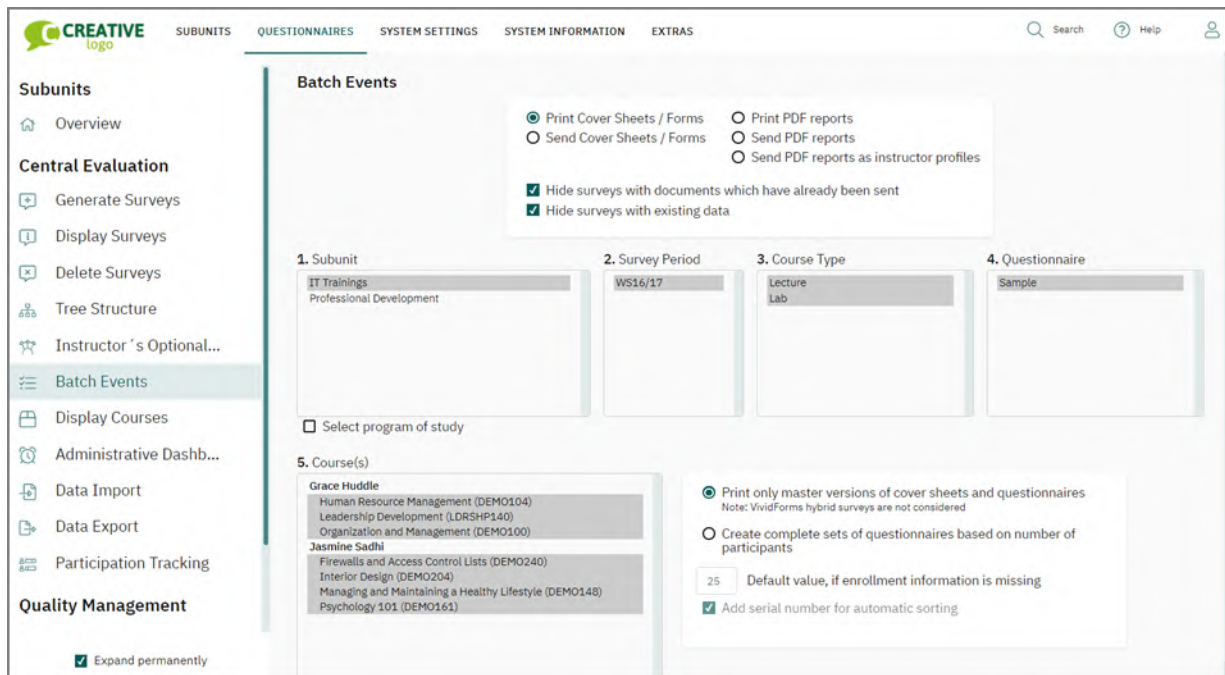 CREATIVE
logo
SUBUNITS QUESTIONNAIRES SYSTEM SETTINGS SYSTEM INFORMATION EXTRAS
Search Help
Subunits
Overview
Central Evaluation
Generate Surveys
Display Surveys
Delete Surveys
Tree Structure
Instructor´s Optional...
Batch Events
Display Courses
Administrative Dashb...
Data Import
Data Export
Participation Tracking
Quality Management
Expand permanently
Batch Events
Print Cover Sheets / Forms
Send Cover Sheets / Forms
Print PDF reports
Send PDF reports
Send PDF reports as instructor profiles
Hide surveys with documents which have already been sent
Hide surveys with existing data
1. Subunit
IT Trainings
Professional Development
2. Survey Period
WS16/17
3. Course Type
Lecture
Lab
4. Questionnaire
Sample
Select program of study
5. Course(s)
Grace Huddle
Human Resource Management (DEMO104)
Leadership Development (LDRSHP140)
Organization and Management (DEMO100)
Jasmine Sadhi
Firewalls and Access Control Lists (DEMO240)
Interior Design (DEMO204)
Managing and Maintaining a Healthy Lifestyle (DEMO148)
Psychology 101 (DEMO161)
Print only master versions of cover sheets and questionnaires
Note: VividForms hybrid surveys are not considered
Create complete sets of questionnaires based on number of
participants
25 Default value, if enrollment information is missing
Add serial number for automatic sorting